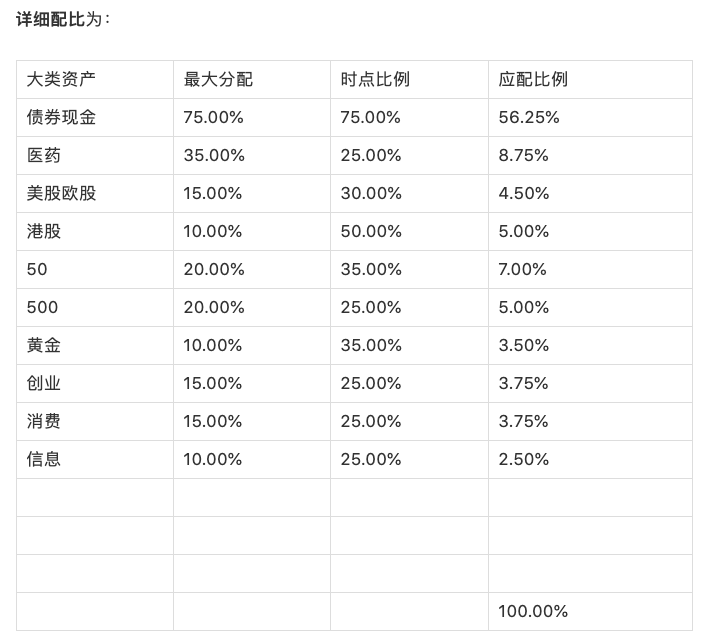 详细配比为：
大类资产 最大分配 时点比例 应配比例
债券现金 75.00% 75.00% 56.25%
医药 35.00% 25.00% 8.75%
美股欧股 15.00% 30.00% 4.50%
港股 10.00% 50.00% 5.00%
50 20.00% 35.00% 7.00%
500 20.00% 25.00% 5.00%
黄金 10.00% 35.00% 3.50%
创业 15.00% 25.00% 3.75%
消费 15.00% 25.00% 3.75%
信息 10.00% 25.00% 2.50%
100.00%